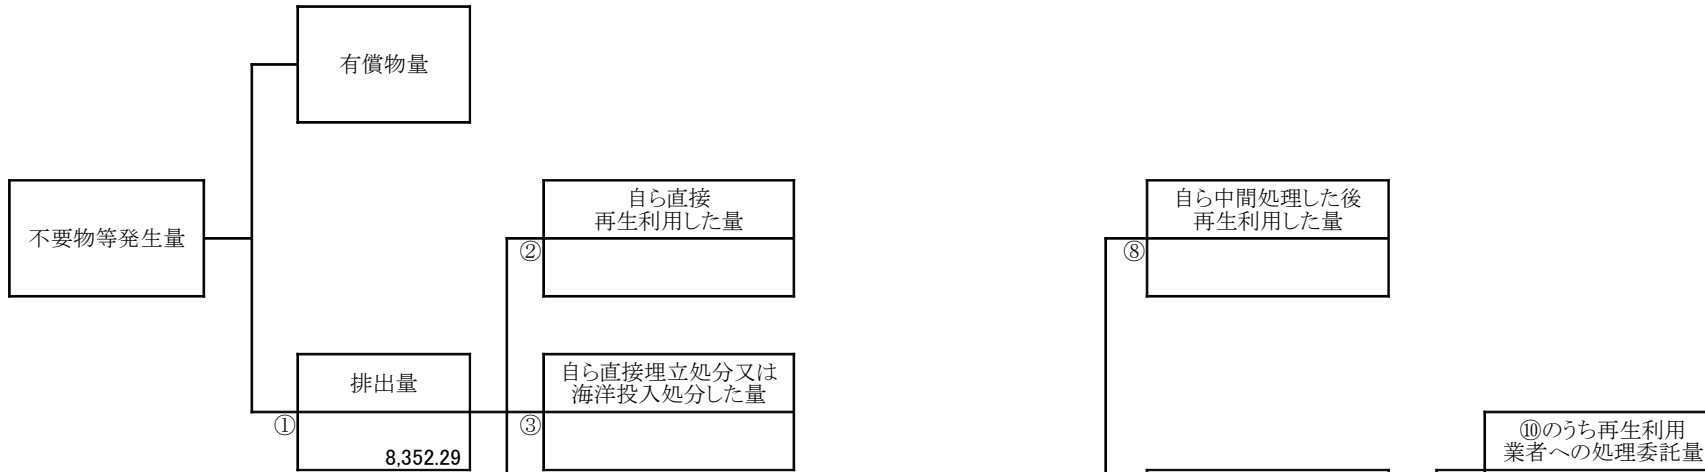 有償物量
不要物等発生量
自ら直接
再生利用した量
②
自ら中間処理した後
再生利用した量
⑧
排出量
①
8,352.29
自ら直接埋立処分又は
海洋投入処分した量
③
⑩のうち再生利用
業者への処理委託量